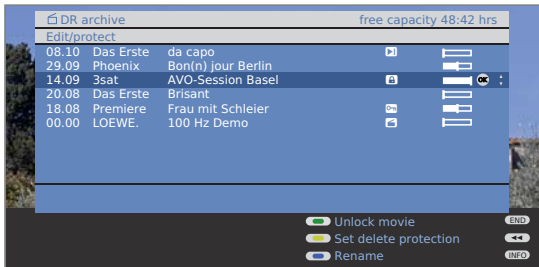 DR archive free capacity 48:42 hrs
Edit/protect
08.10 Das Erste da capo
29.09 Phoenix Bon(n) jour Berlin
14.09 3sat AVO-Session Basel OK
20.08 Das Erste Brisant
18.08 Premiere Frau mit Schleier
00.00 LOEWE. 100 Hz Demo
Unlock movie END
Set delete protection
Rename INFO